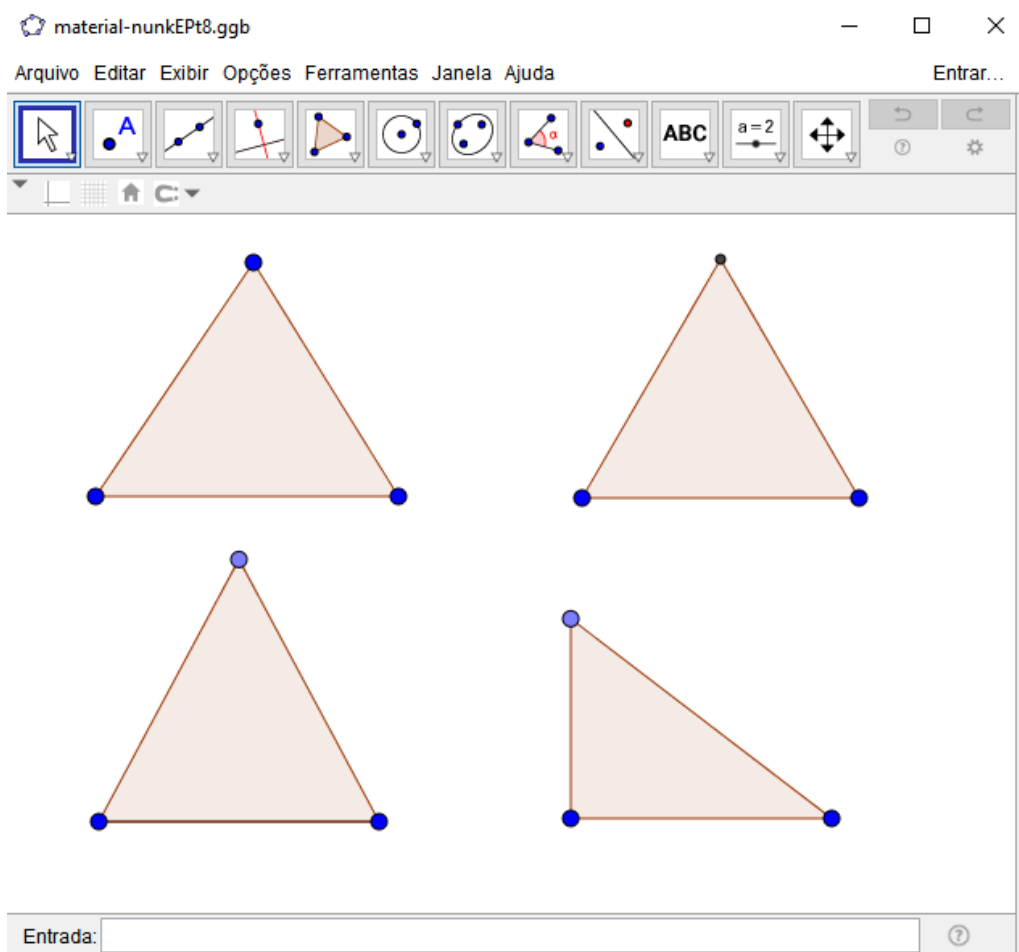 material-nunkEPt8.ggb
Arquivo Editar Exibir Opções Ferramentas Janela Ajuda Entrar...
A α ABC a=2
Entrada: